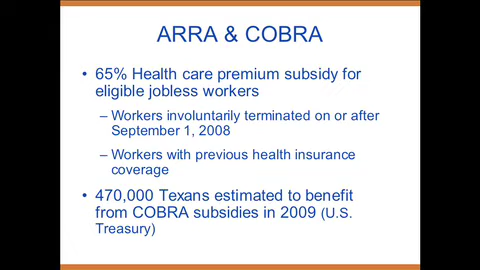 ARRA & COBRA
• 65% Health care premium subsidy for
eligible jobless workers
– Workers involuntarily terminated on or after
September 1, 2008
– Workers with previous health insurance
coverage
• 470,000 Texans estimated to benefit
from COBRA subsidies in 2009 (U.S.
Treasury)